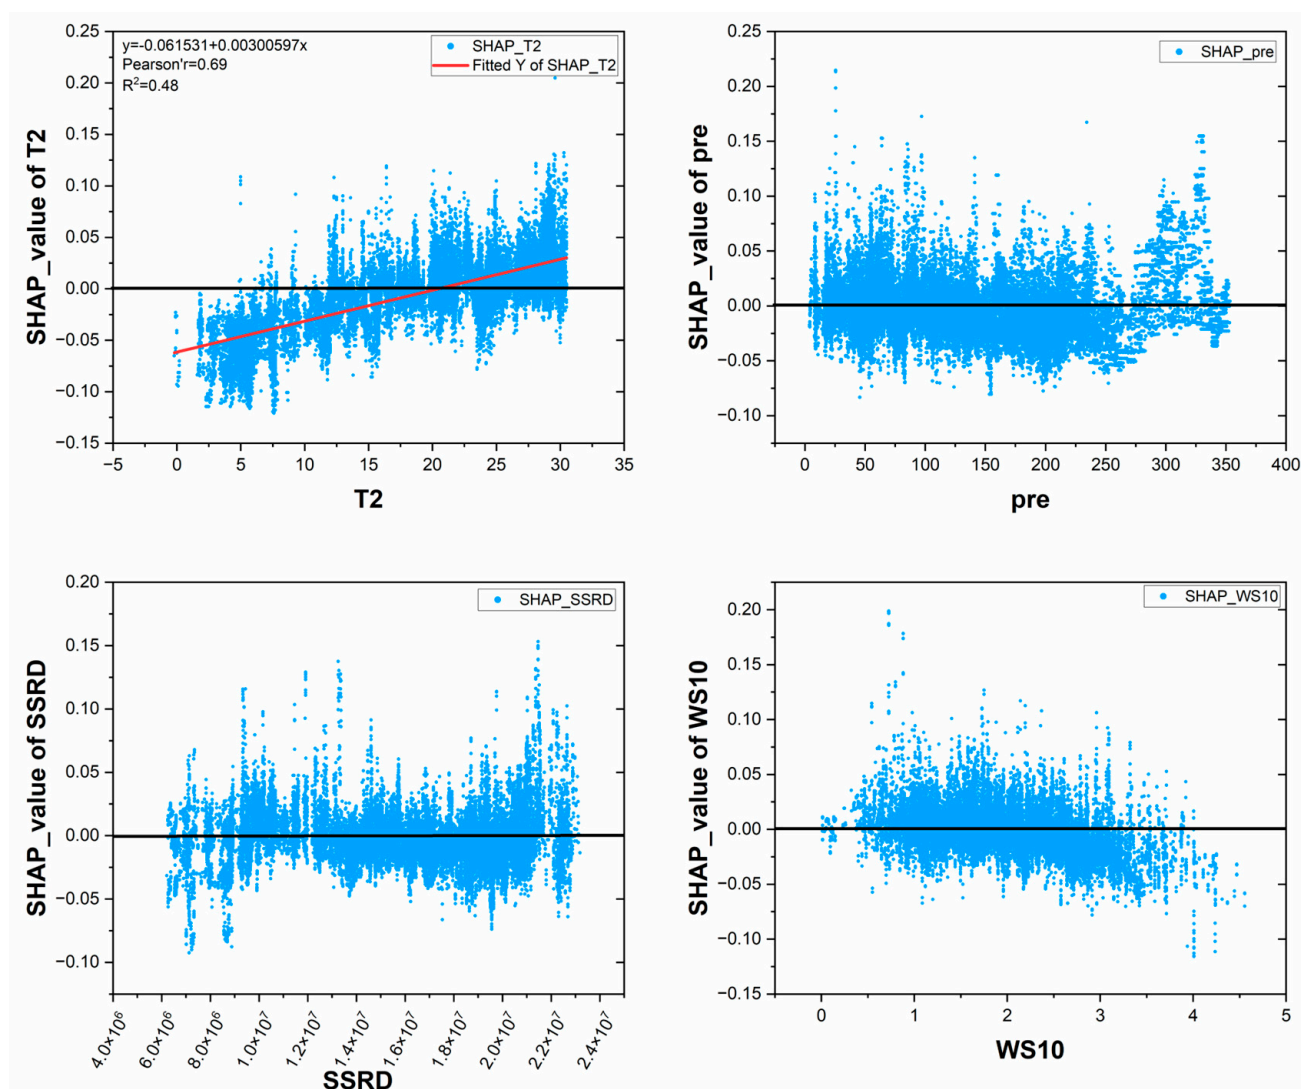 y=-0.061531+0.00300597x
Pearson'r=0.69
R²=0.48
SHAP_T2
Fitted Y of SHAP_T2
0.25
0.20
0.15
0.10
0.05
0.00
−0.05
−0.10
−0.15
SHAP_value of T2
−5 0 5 10 15 20 25 30 35
T2
SHAP_pre
0.25
0.20
0.15
0.10
0.05
0.00
−0.05
−0.10
SHAP_value of pre
0 50 100 150 200 250 300 350 400
pre
SHAP_SSRD
0.20
0.15
0.10
0.05
0.00
−0.05
−0.10
SHAP_value of SSRD
4.0×10⁶ 6.0×10⁶ 8.0×10⁶ 1.0×10⁷ 1.2×10⁷ 1.4×10⁷ 1.6×10⁷ 1.8×10⁷ 2.0×10⁷ 2.2×10⁷ 2.4×10⁷
SSRD
SHAP_WS10
0.20
0.15
0.10
0.05
0.00
−0.05
−0.10
−0.15
SHAP_value of WS10
0 1 2 3 4 5
WS10